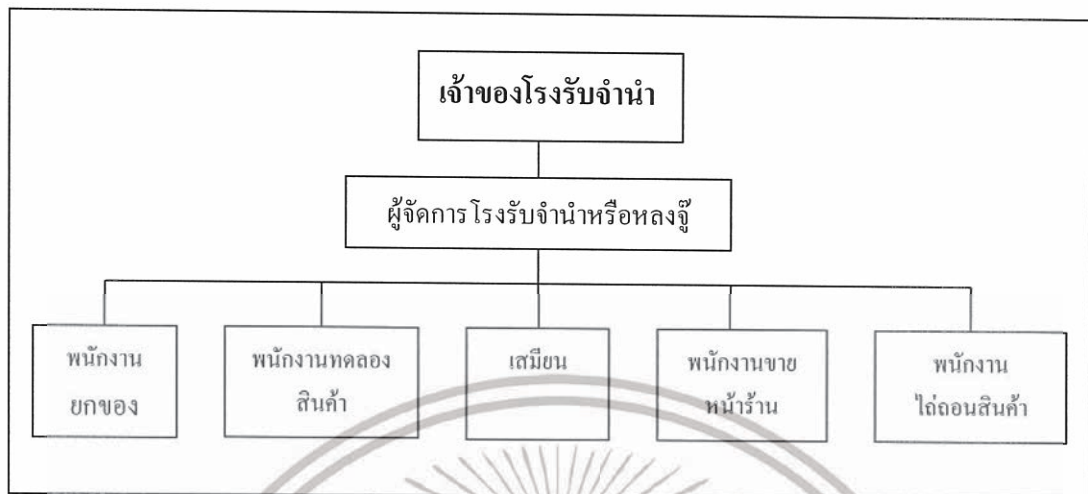 เจ้าของโรงรับจำนำ
ผู้จัดการโรงรับจำนำหรือหลงจู๊
พนักงาน
ยกของ
พนักงานทดลอง
สินค้า
เสมียน
พนักงานขาย
หน้าร้าน
พนักงาน
ไถ่ถอนสินค้า